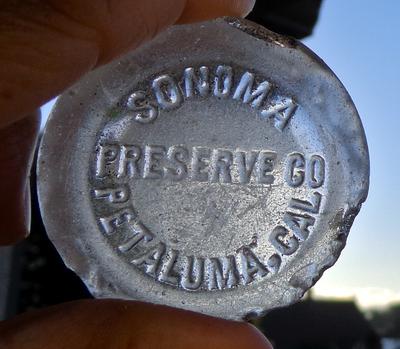 SONOMA
PRESERVE CO
PETALUMA, CAL